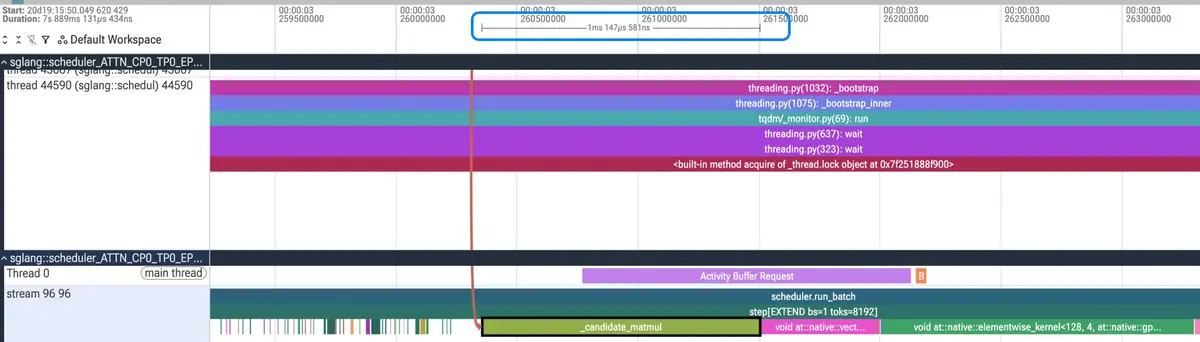 Start: 20d19:15:50.049 620 429
Duration: 7s 889ms 131µs 434ns
00:00:03
259500000
00:00:03
260000000
00:00:03
260500000
00:00:03
261000000
00:00:03
261500000
00:00:03
262000000
00:00:03
262500000
00:00:03
263000000
1ms 147µs 581ns
Default Workspace
sglang::scheduler_ATTN_CP0_TP0_EP...
thread 44590 (sglang::schedul) 44590
threading.py(1032): _bootstrap
threading.py(1075): _bootstrap_inner
tqdm/_monitor.py(69): run
threading.py(637): wait
threading.py(323): wait
<built-in method acquire of _thread.lock object at 0x7f251888f900>
sglang::scheduler_ATTN_CP0_TP0_EP...
Thread 0
main thread
Activity Buffer Request
B
stream 96 96
scheduler.run_batch
step[EXTEND bs=1 toks=8192]
_candidate_matmul
void at::native::vect...
void at::native::elementwise_kernel<128, 4, at::native::gp...